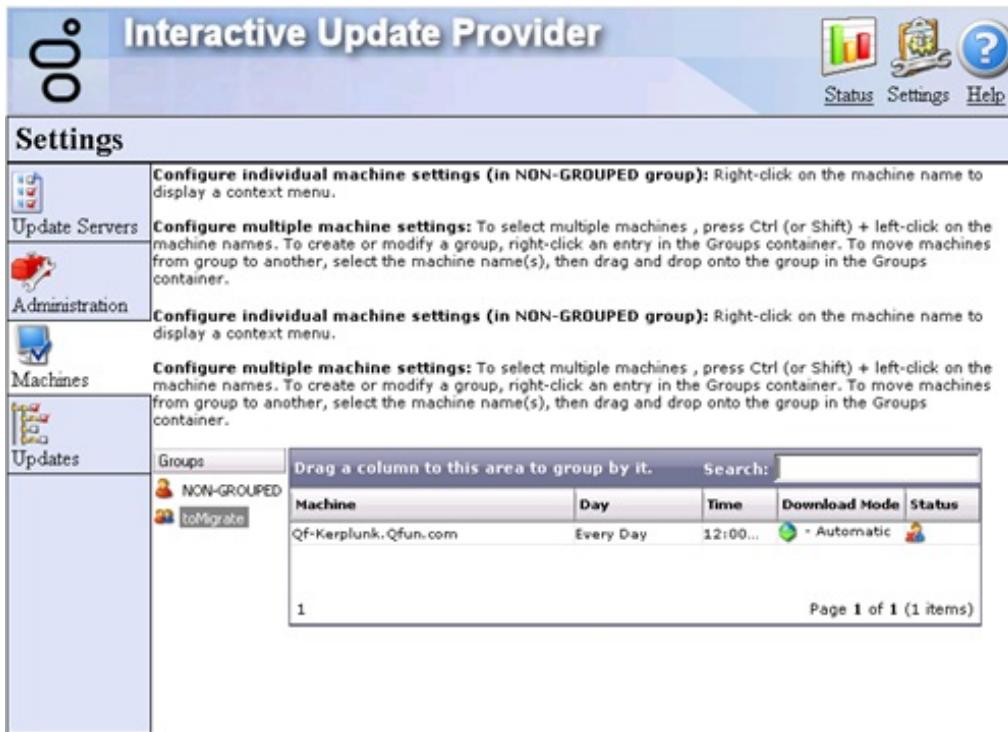 Interactive Update Provider
Status Settings Help
Settings
Update Servers
Administration
Machines
Updates
Configure individual machine settings (in NON-GROUPED group): Right-click on the machine name to
display a context menu.
Configure multiple machine settings: To select multiple machines , press Ctrl (or Shift) + left-click on the
machine names. To create or modify a group, right-click an entry in the Groups container. To move machines
from group to another, select the machine name(s), then drag and drop onto the group in the Groups
container.
Configure individual machine settings (in NON-GROUPED group): Right-click on the machine name to
display a context menu.
Configure multiple machine settings: To select multiple machines , press Ctrl (or Shift) + left-click on the
machine names. To create or modify a group, right-click an entry in the Groups container. To move machines
from group to another, select the machine name(s), then drag and drop onto the group in the Groups
container.
Groups
NON-GROUPED
toMigrate
Drag a column to this area to group by it. Search:
Machine Day Time Download Mode Status
Qf-Kerplunk.Qfun.com Every Day 12:00... - Automatic
1 Page 1 of 1 (1 items)